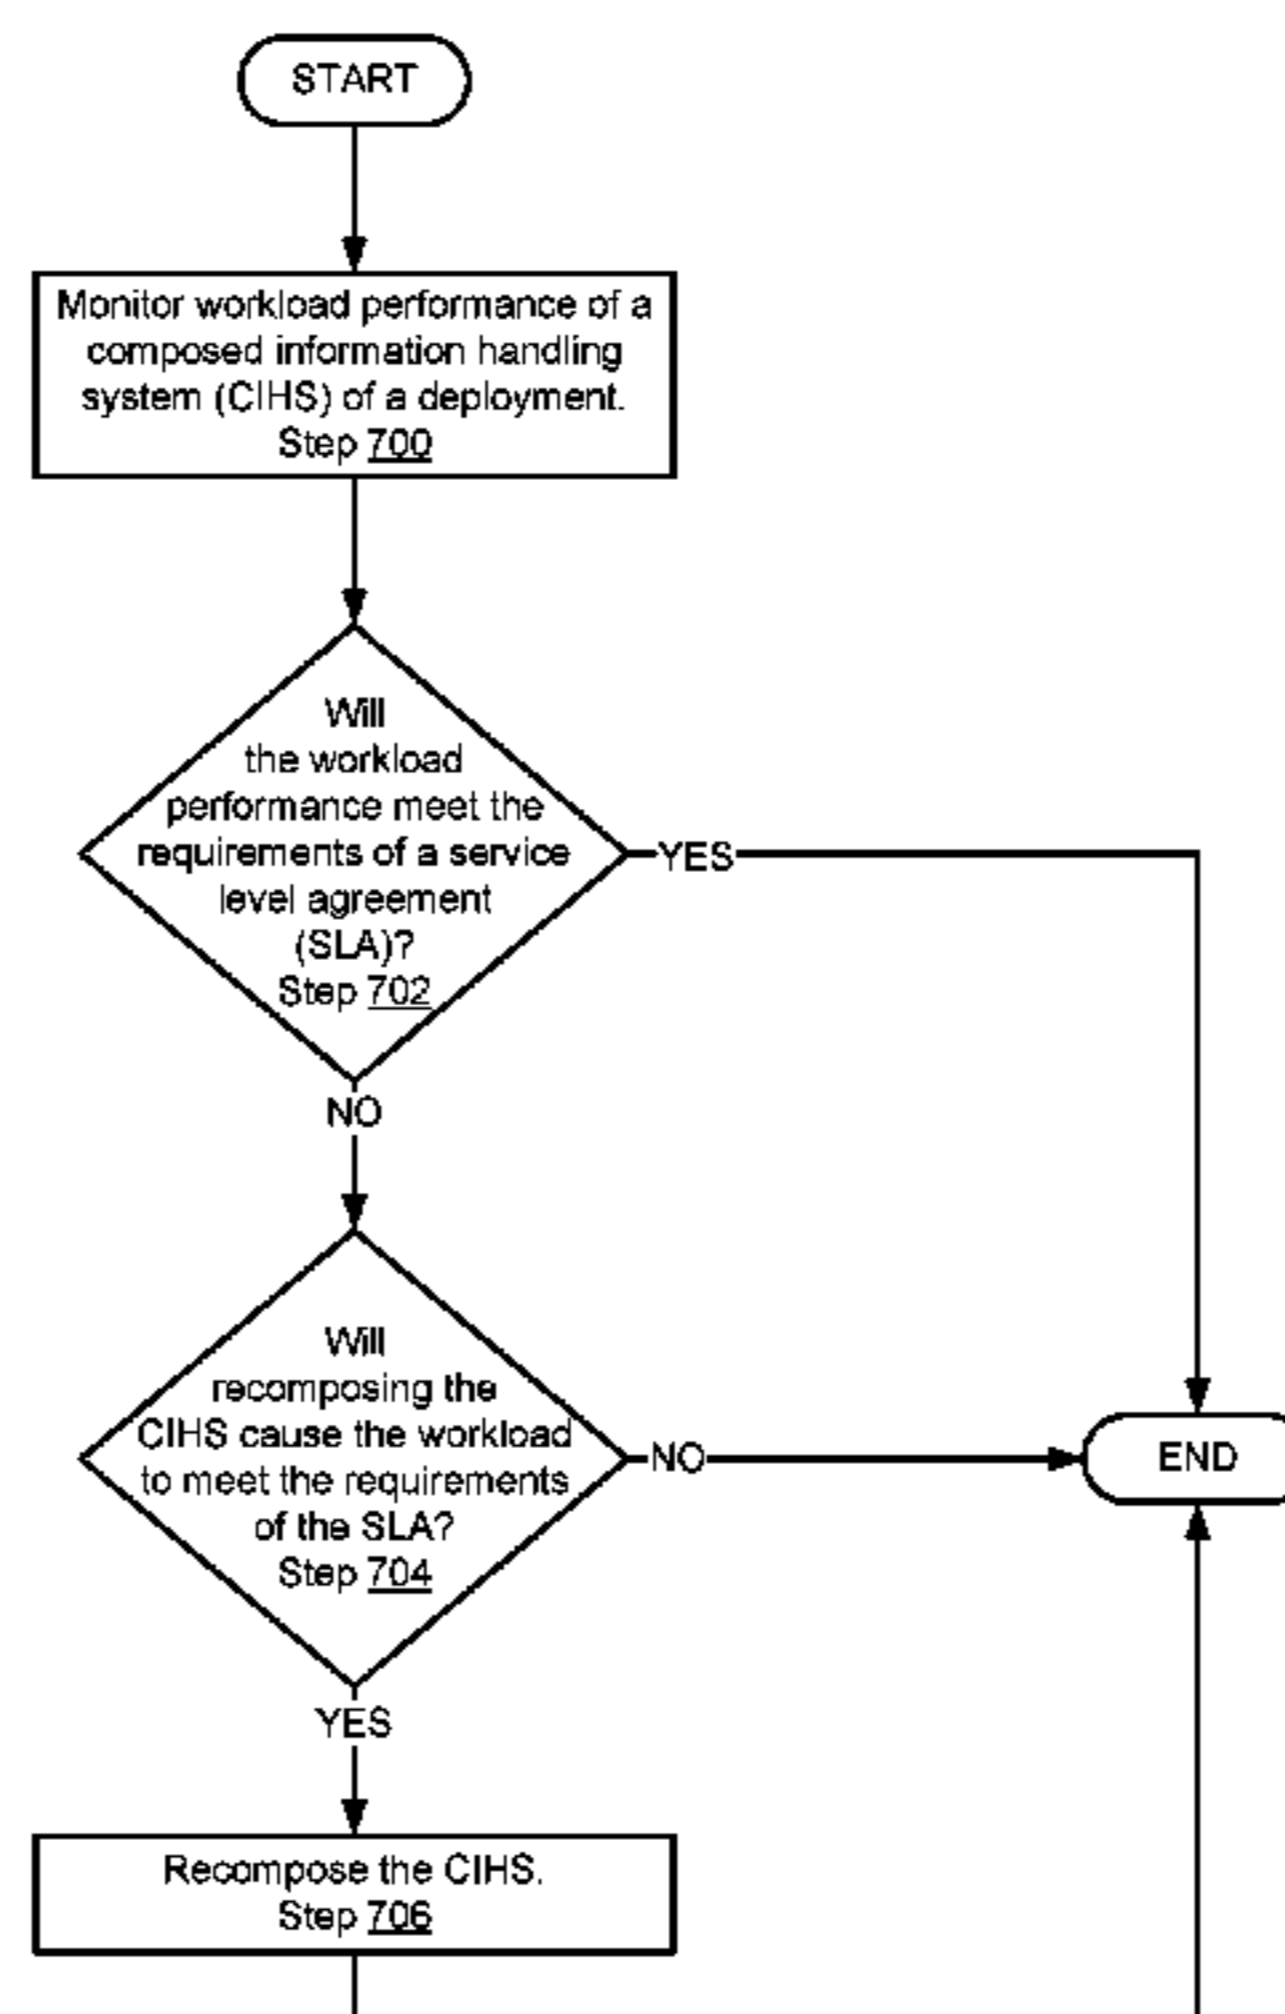 START
Monitor workload performance of a
composed information handling
system (CIHS) of a deployment.
Step 700
Will
the workload
performance meet the
requirements of a service
level agreement
(SLA)?
Step 702
YES
NO
Will
recomposing the
CIHS cause the workload
to meet the requirements
of the SLA?
Step 704
NO
END
YES
Recompose the CIHS.
Step 706